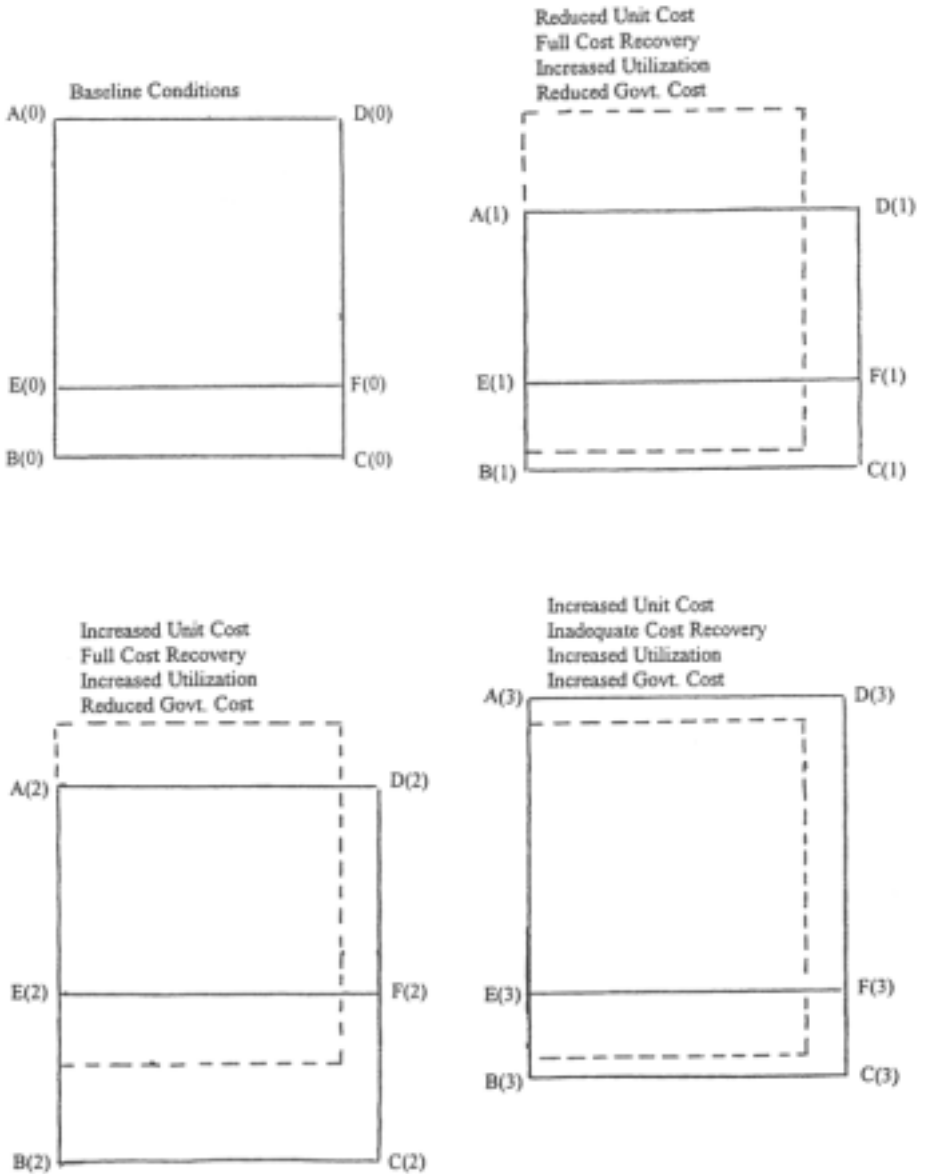 Baseline Conditions
A(0)
D(0)
E(0)
F(0)
B(0)
C(0)
Reduced Unit Cost
Full Cost Recovery
Increased Utilization
Reduced Govt. Cost
A(1)
D(1)
E(1)
F(1)
B(1)
C(1)
Increased Unit Cost
Full Cost Recovery
Increased Utilization
Reduced Govt. Cost
A(2)
D(2)
E(2)
F(2)
B(2)
C(2)
Increased Unit Cost
Inadequate Cost Recovery
Increased Utilization
Increased Govt. Cost
A(3)
D(3)
E(3)
F(3)
B(3)
C(3)